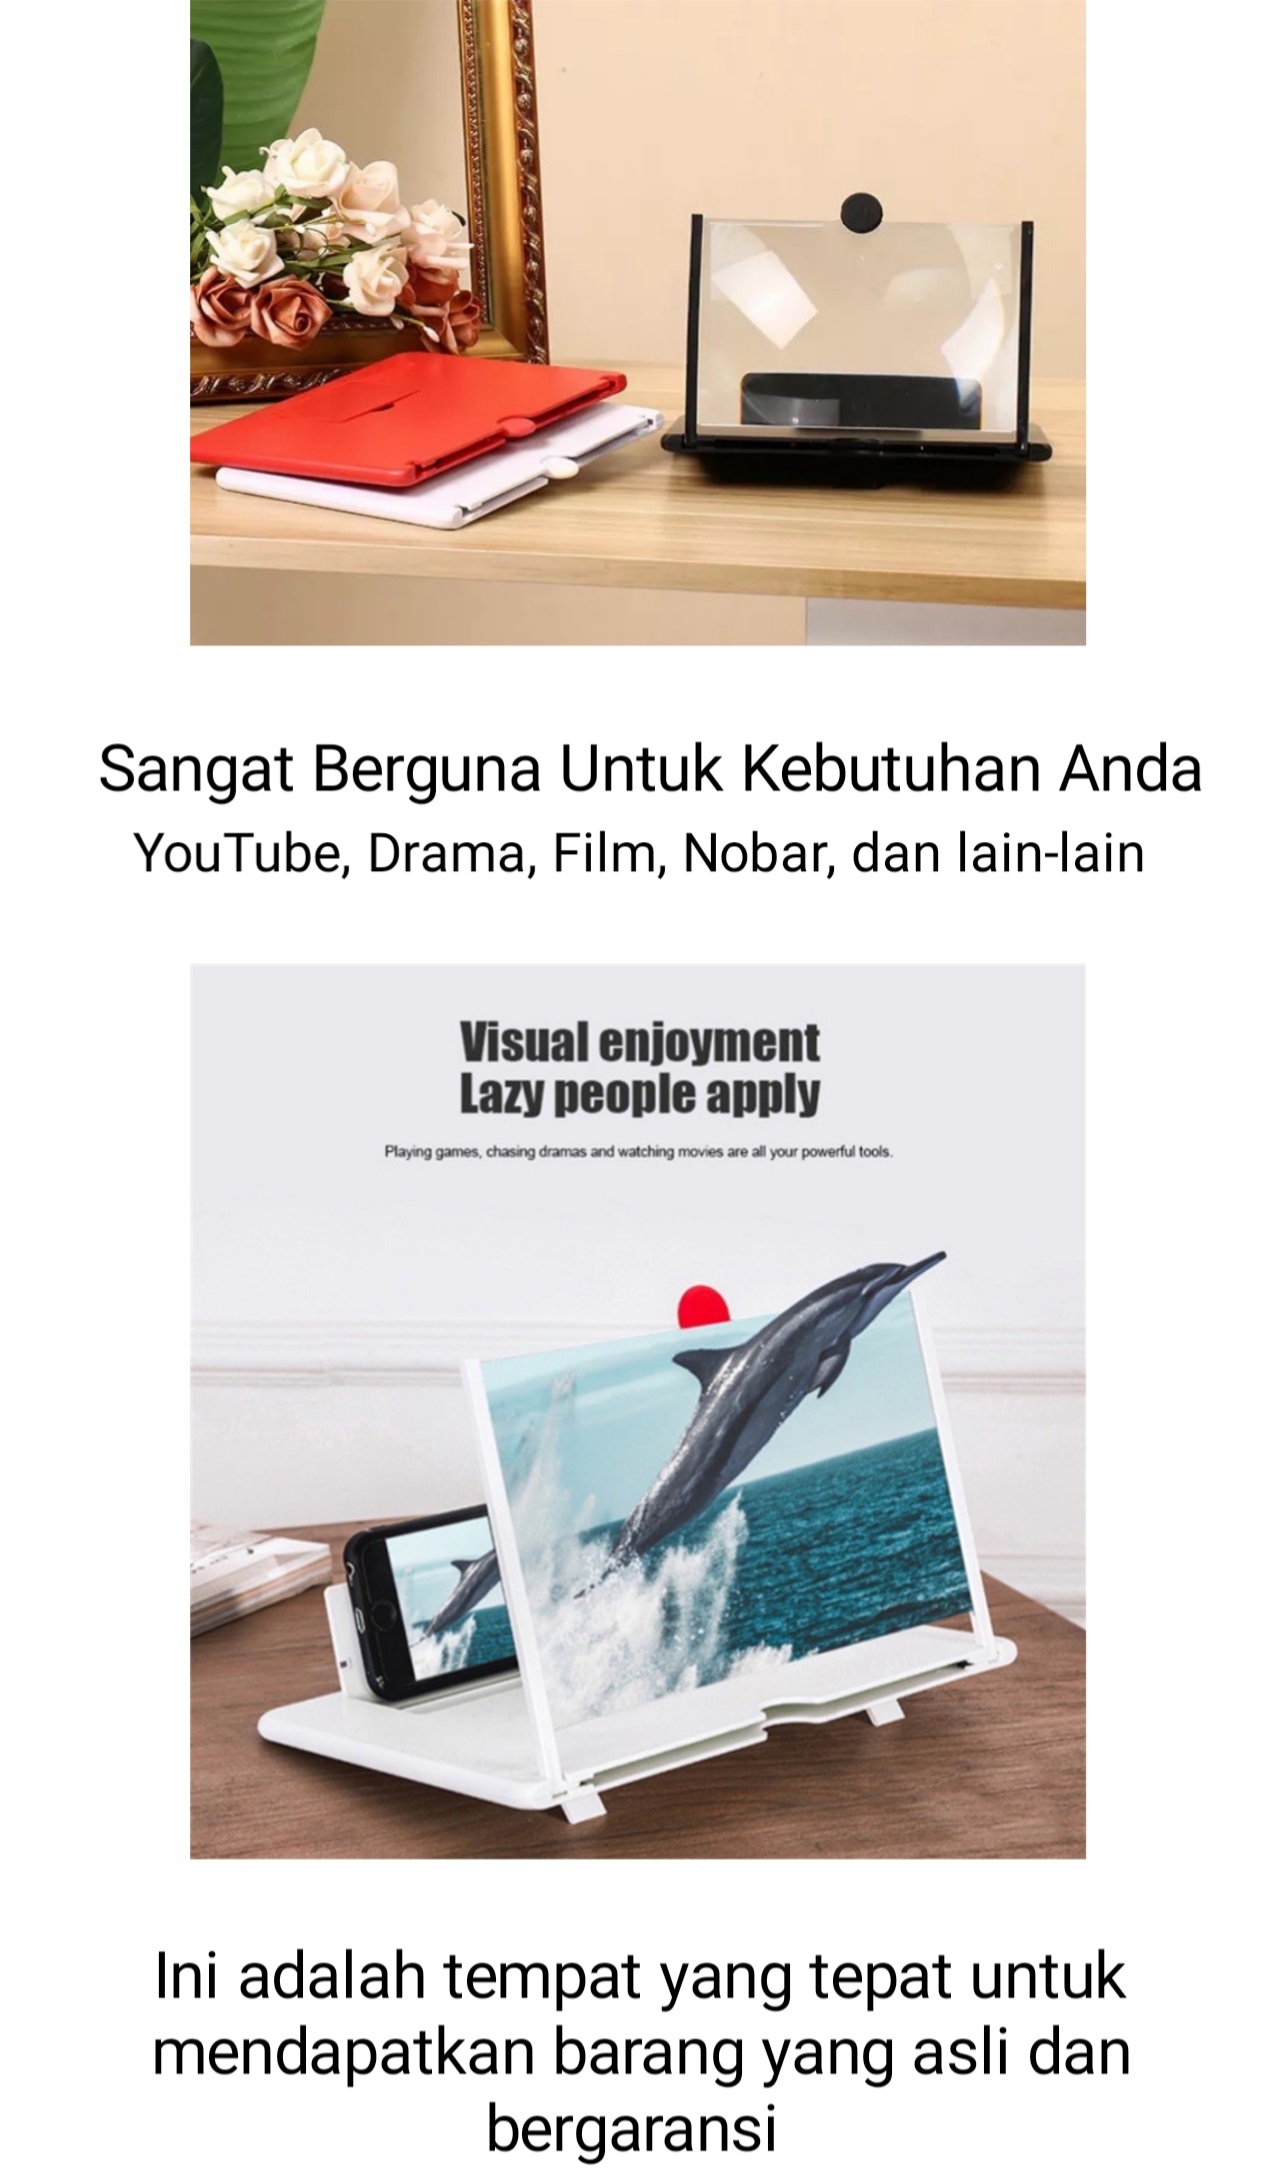 Sangat Berguna Untuk Kebutuhan Anda
YouTube, Drama, Film, Nobar, dan lain-lain
Visual enjoyment
Lazy people apply
Playing games, chasing dramas and watching movies are all your powerful tools.
Ini adalah tempat yang tepat untuk
mendapatkan barang yang asli dan
bergaransi